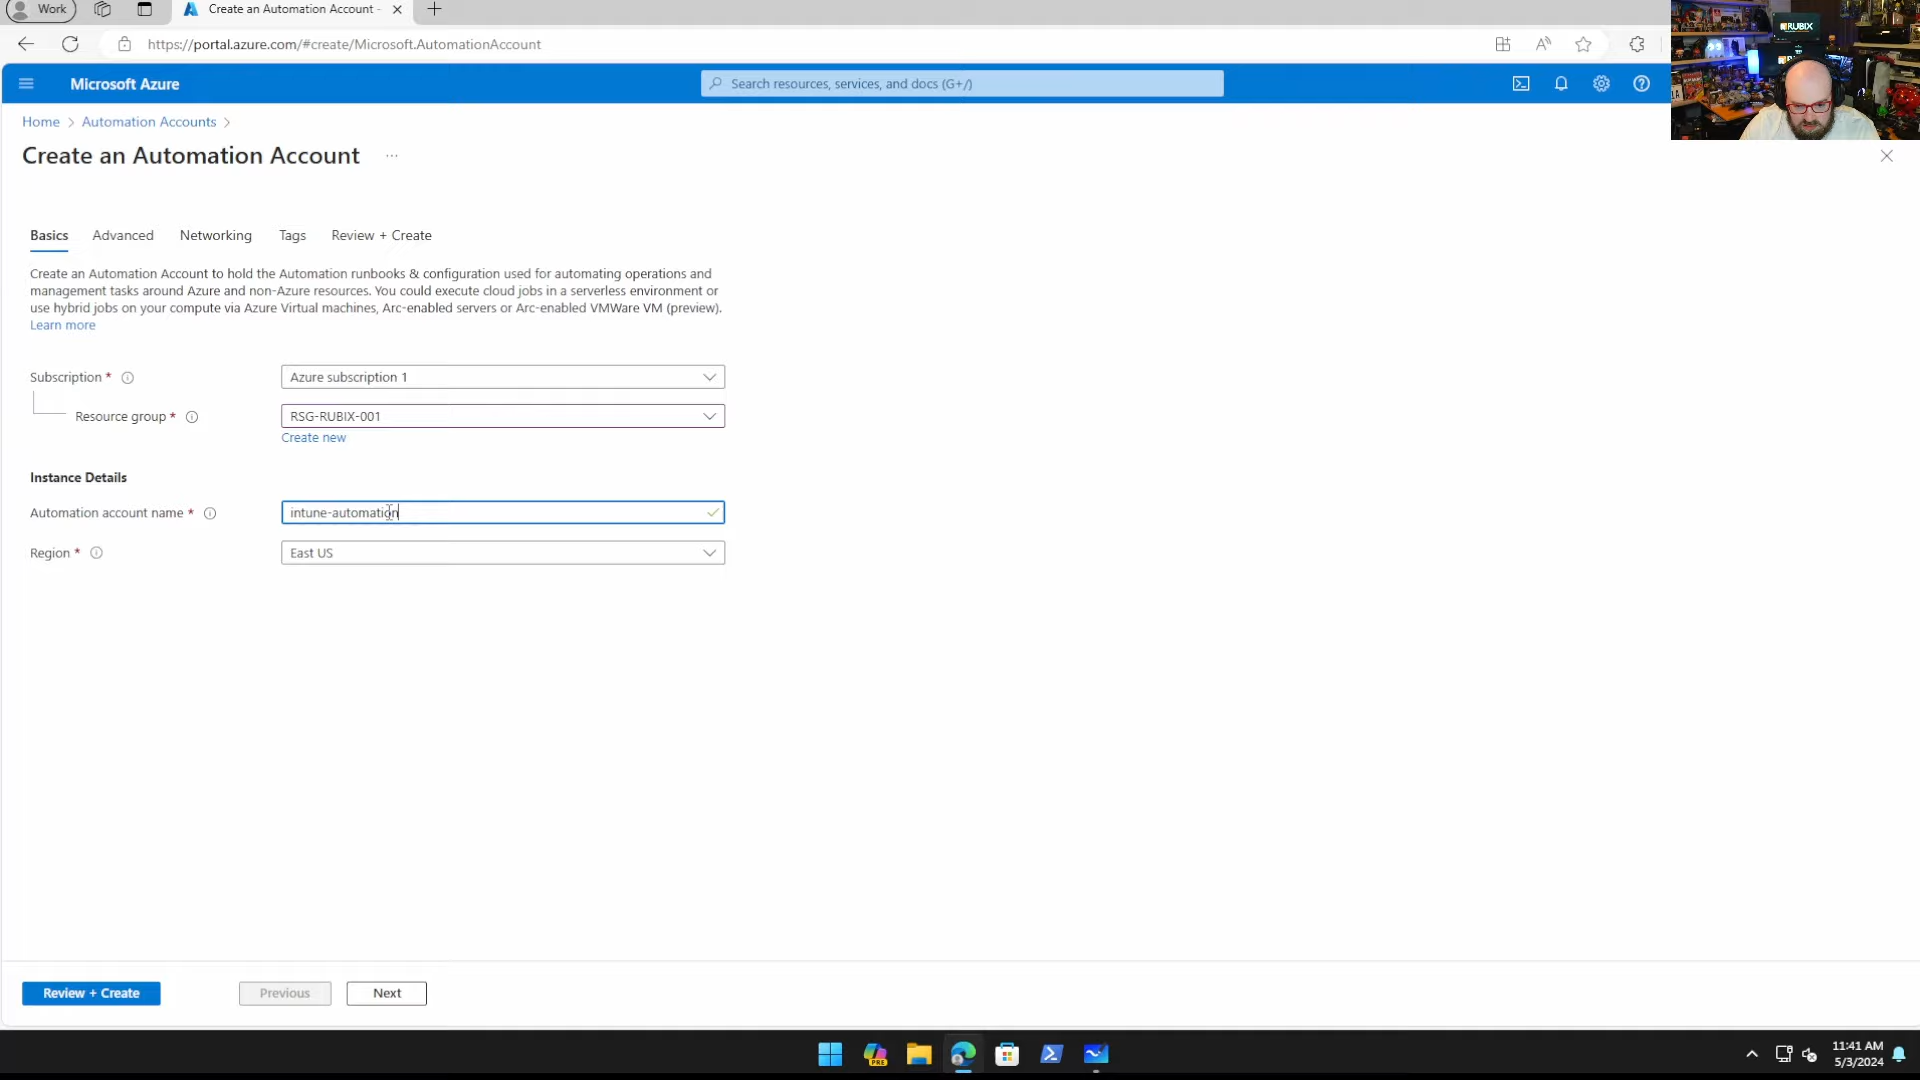 Work
Create an Automation Account -
https://portal.azure.com/#create/Microsoft.AutomationAccount
Microsoft Azure
Search resources, services, and docs (G+/)
RUBIX
Home > Automation Accounts >
Create an Automation Account ...
Basics Advanced Networking Tags Review + Create
Create an Automation Account to hold the Automation runbooks & configuration used for automating operations and
management tasks around Azure and non-Azure resources. You could execute cloud jobs in a serverless environment or
use hybrid jobs on your compute via Azure Virtual machines, Arc-enabled servers or Arc-enabled VMWare VM (preview).
Learn more
Subscription *
Azure subscription 1
Resource group *
RSG-RUBIX-001
Create new
Instance Details
Automation account name *
intune-automation
Region *
East US
Review + Create Previous Next
PRE
11:41 AM
5/3/2024